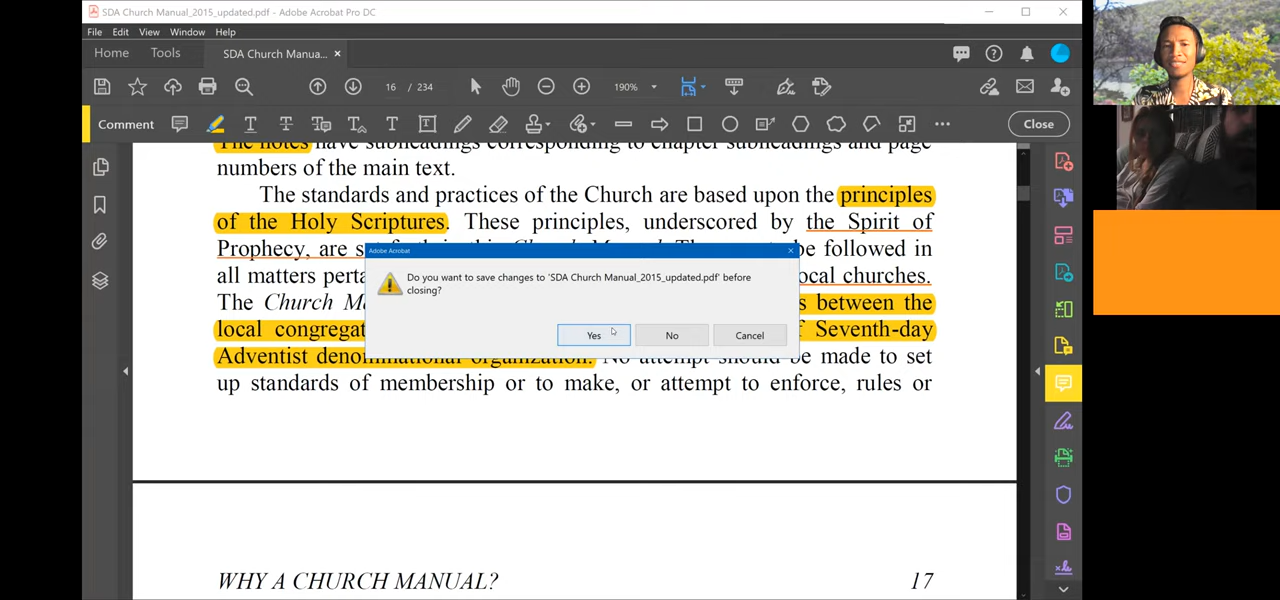 SDA Church Manual_2015_updated.pdf - Adobe Acrobat Pro DC
File Edit View Window Help
Home Tools SDA Church Manua... ×
16 / 234 190%
Comment Close
The notes have subheadings corresponding to chapter subheadings and page
numbers of the main text.
The standards and practices of the Church are based upon the principles
of the Holy Scriptures. These principles, underscored by the Spirit of
Prophecy, are be followed in
all matters ocal churches.
The Church between the
local Seventh-day
Adventist denominational organization. No attempt should be made to set
up standards of membership or to make, or attempt to enforce, rules or
Adobe Acrobat
Do you want to save changes to 'SDA Church Manual_2015_updated.pdf' before
closing?
Yes No Cancel
WHY A CHURCH MANUAL? 17